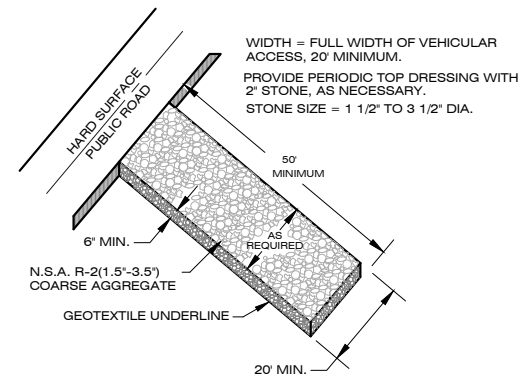 WIDTH = FULL WIDTH OF VEHICULAR
ACCESS, 20' MINIMUM.
PROVIDE PERIODIC TOP DRESSING WITH
2" STONE, AS NECESSARY.
STONE SIZE = 1 1/2" TO 3 1/2" DIA.
HARD SURFACE
PUBLIC ROAD
50'
MINIMUM
6" MIN.
AS
REQUIRED
N.S.A. R-2(1.5"-3.5")
COARSE AGGREGATE
GEOTEXTILE UNDERLINE
20' MIN.